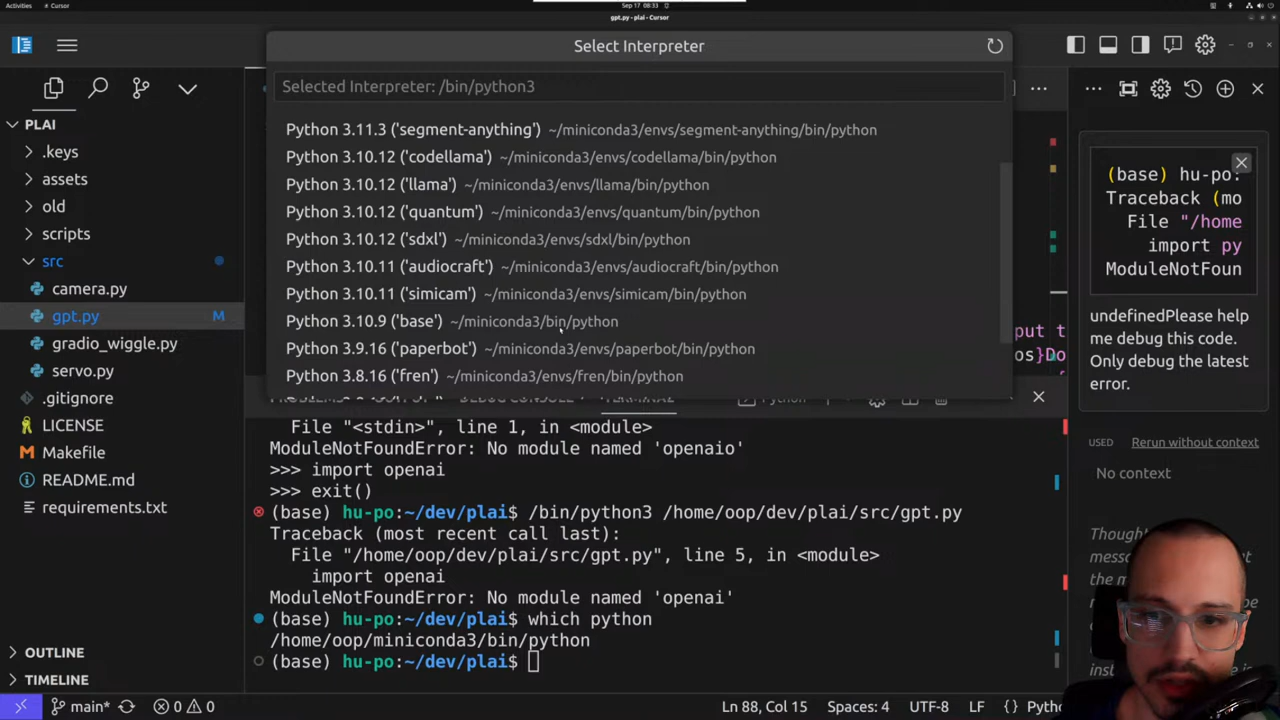 Activities
Cursor
Sep 17 08:33
gpt.py - plai - Cursor
Select Interpreter
Selected Interpreter: /bin/python3
Python 3.11.3 ('segment-anything') ~/miniconda3/envs/segment-anything/bin/python
Python 3.10.12 ('codellama') ~/miniconda3/envs/codellama/bin/python
Python 3.10.12 ('llama') ~/miniconda3/envs/llama/bin/python
Python 3.10.12 ('quantum') ~/miniconda3/envs/quantum/bin/python
Python 3.10.12 ('sdxl') ~/miniconda3/envs/sdxl/bin/python
Python 3.10.11 ('audiocraft') ~/miniconda3/envs/audiocraft/bin/python
Python 3.10.11 ('simicam') ~/miniconda3/envs/simicam/bin/python
Python 3.10.9 ('base') ~/miniconda3/bin/python
Python 3.9.16 ('paperbot') ~/miniconda3/envs/paperbot/bin/python
Python 3.8.16 ('fren') ~/miniconda3/envs/fren/bin/python
PLAI
.keys
assets
old
scripts
src
camera.py
gpt.py M
gradio_wiggle.py
servo.py
.gitignore
LICENSE
Makefile
README.md
requirements.txt
OUTLINE
TIMELINE
put t
os}Do
File "<stdin>", line 1, in <module>
ModuleNotFoundError: No module named 'openaio'
>>> import openai
>>> exit()
(base) hu-po:~/dev/plai$ /bin/python3 /home/oop/dev/plai/src/gpt.py
Traceback (most recent call last):
File "/home/oop/dev/plai/src/gpt.py", line 5, in <module>
import openai
ModuleNotFoundError: No module named 'openai'
(base) hu-po:~/dev/plai$ which python
/home/oop/miniconda3/bin/python
(base) hu-po:~/dev/plai$
(base) hu-po:
Traceback (mo
File "/home
import py
ModuleNotFoun
undefinedPlease help
me debug this code.
Only debug the latest
error.
USED Rerun without context
No context
main* 0 0 Ln 88, Col 15 Spaces: 4 UTF-8 LF {} Pytho